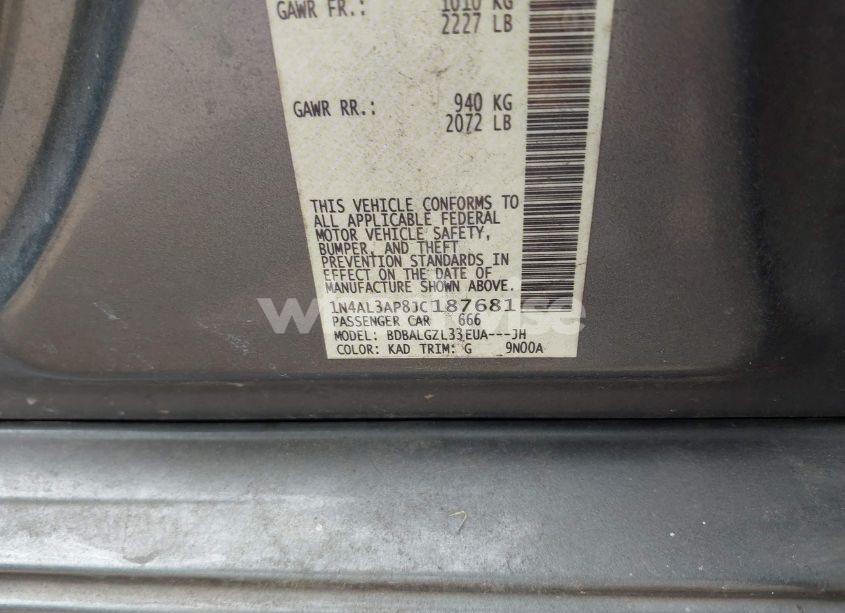 GAWR FR.: 1010 KG
2227 LB
GAWR RR.: 940 KG
2072 LB
THIS VEHICLE CONFORMS TO
ALL APPLICABLE FEDERAL
MOTOR VEHICLE SAFETY,
BUMPER, AND THEFT
PREVENTION STANDARDS IN
EFFECT ON THE DATE OF
MANUFACTURE SHOWN ABOVE.
1N4AL3AP8JC187681
PASSENGER CAR 666
MODEL: BDBALGZL33EUA---JH
COLOR: KAD TRIM: G 9N00A